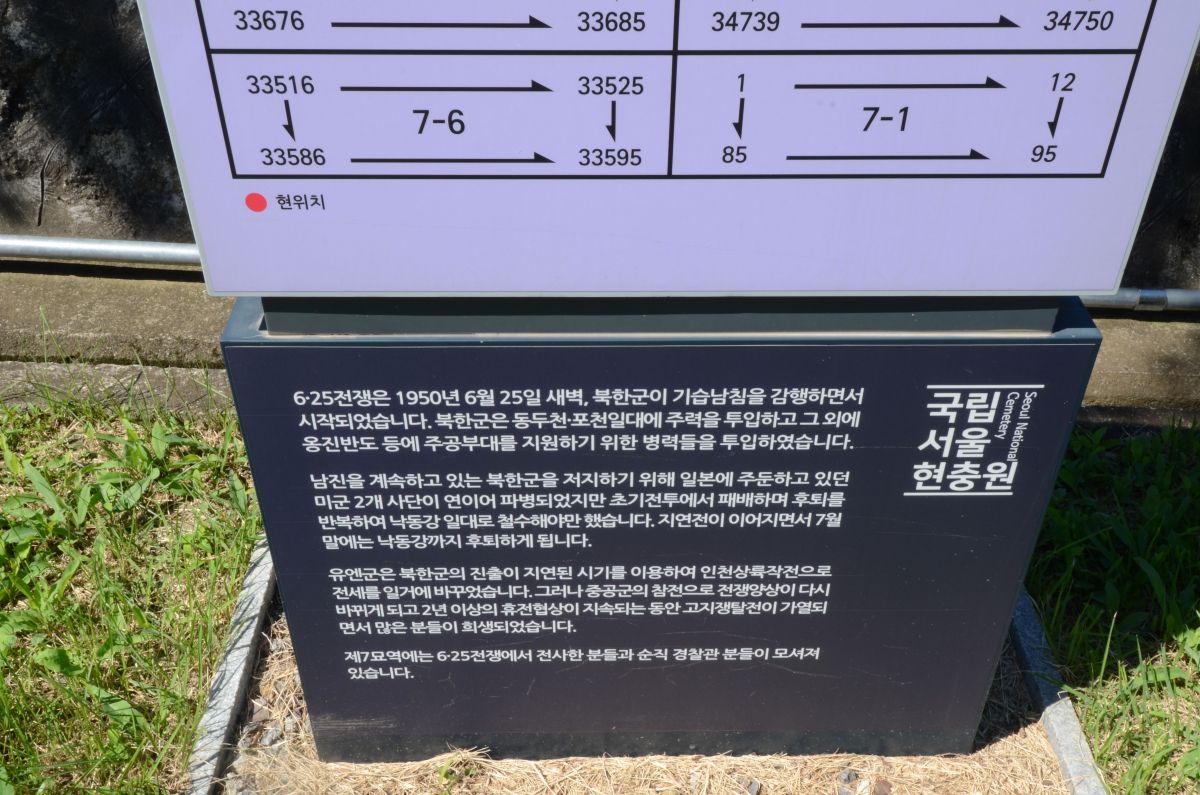 33676 33685 34739 34750
33516 33525 1 12
7-6 7-1
33586 33595 85 95
현위치
6·25전쟁은 1950년 6월 25일 새벽, 북한군이 기습남침을 감행하면서
시작되었습니다. 북한군은 동두천·포천일대에 주력을 투입하고 그 외에
옹진반도 등에 주공부대를 지원하기 위한 병력들을 투입하였습니다.
남진을 계속하고 있는 북한군을 저지하기 위해 일본에 주둔하고 있던
미군 2개 사단이 연이어 파병되었지만 초기전투에서 패배하며 후퇴를
반복하여 낙동강 일대로 철수해야만 했습니다. 지연전이 이어지면서 7월
말에는 낙동강까지 후퇴하게 됩니다.
유엔군은 북한군의 진출이 지연된 시기를 이용하여 인천상륙작전으로
전세를 일거에 바꾸었습니다. 그러나 중공군의 참전으로 전쟁양상이 다시
바뀌게 되고 2년 이상의 휴전협상이 지속되는 동안 고지쟁탈전이 가열되
면서 많은 분들이 희생되었습니다.
제7묘역에는 6·25전쟁에서 전사한 분들과 순직 경찰관 분들이 모셔져
있습니다.
국립
서울
현충원
Seoul National
Cemetery